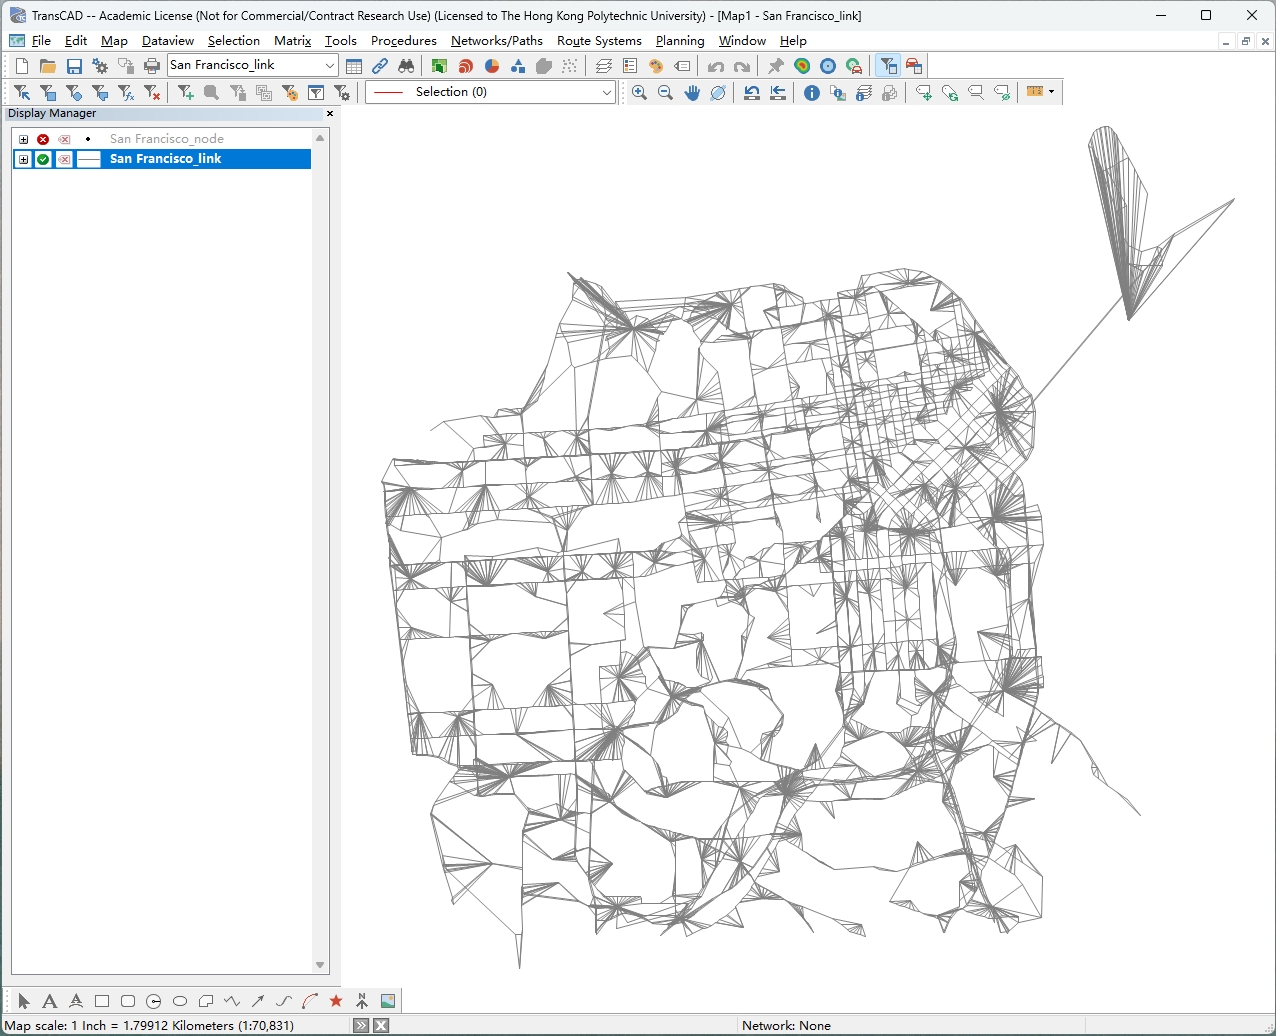 TransCAD -- Academic License (Not for Commercial/Contract Research Use) (Licensed to The Hong Kong Polytechnic University) - [Map1 - San Francisco_link]
File Edit Map Dataview Selection Matrix Tools Procedures Networks/Paths Route Systems Planning Window Help
San Francisco_link
Selection (0)
Display Manager
San Francisco_node
San Francisco_link
Map scale: 1 Inch = 1.79912 Kilometers (1:70,831)
Network: None